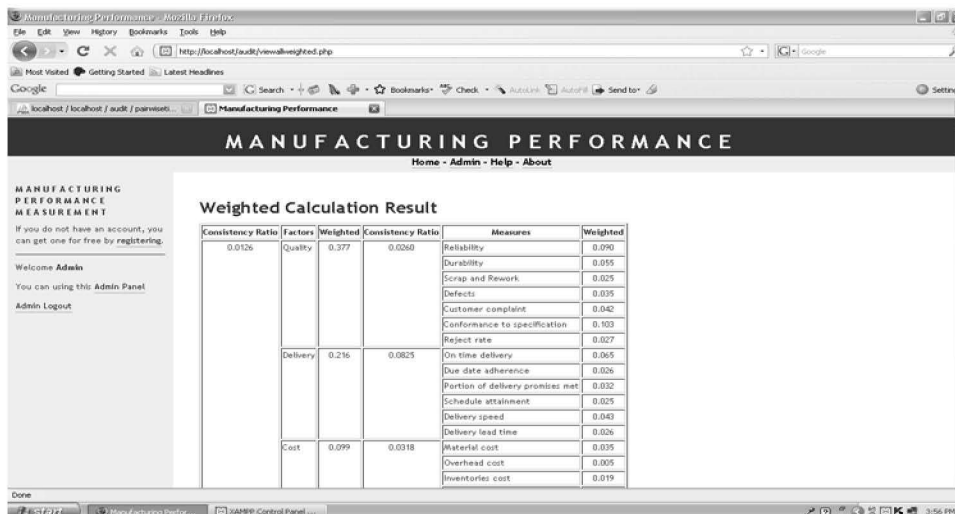 Manufacturing Performance - Mozilla Firefox
File Edit View History Bookmarks Tools Help
http://localhost/audit/viewallweighted.php
Google
Most Visited Getting Started Latest Headlines
Google Search Bookmarks Check AutoLink AutoFill Send to Setting
localhost / localhost / audit / pairwiseti... Manufacturing Performance
MANUFACTURING PERFORMANCE
Home - Admin - Help - About
MANUFACTURING
PERFORMANCE
MEASUREMENT
If you do not have an account, you
can get one for free by registering.
Welcome Admin
You can using this Admin Panel
Admin Logout
Weighted Calculation Result
Consistency Ratio Factors Weighted Consistency Ratio Measures Weighted
0.0126 Quality 0.377 0.0260 Reliability 0.090
Durability 0.055
Scrap and Rework 0.025
Defects 0.035
Customer complaint 0.042
Conformance to specification 0.103
Reject rate 0.027
Delivery 0.216 0.0825 On time delivery 0.065
Due date adherence 0.026
Portion of delivery promises met 0.032
Schedule attainment 0.025
Delivery speed 0.043
Delivery lead time 0.026
Cost 0.099 0.0318 Material cost 0.035
Overhead cost 0.005
Inventories cost 0.019
Done
start Manufacturing Perfor... XAMPP Control Panel ... 3:56 PM